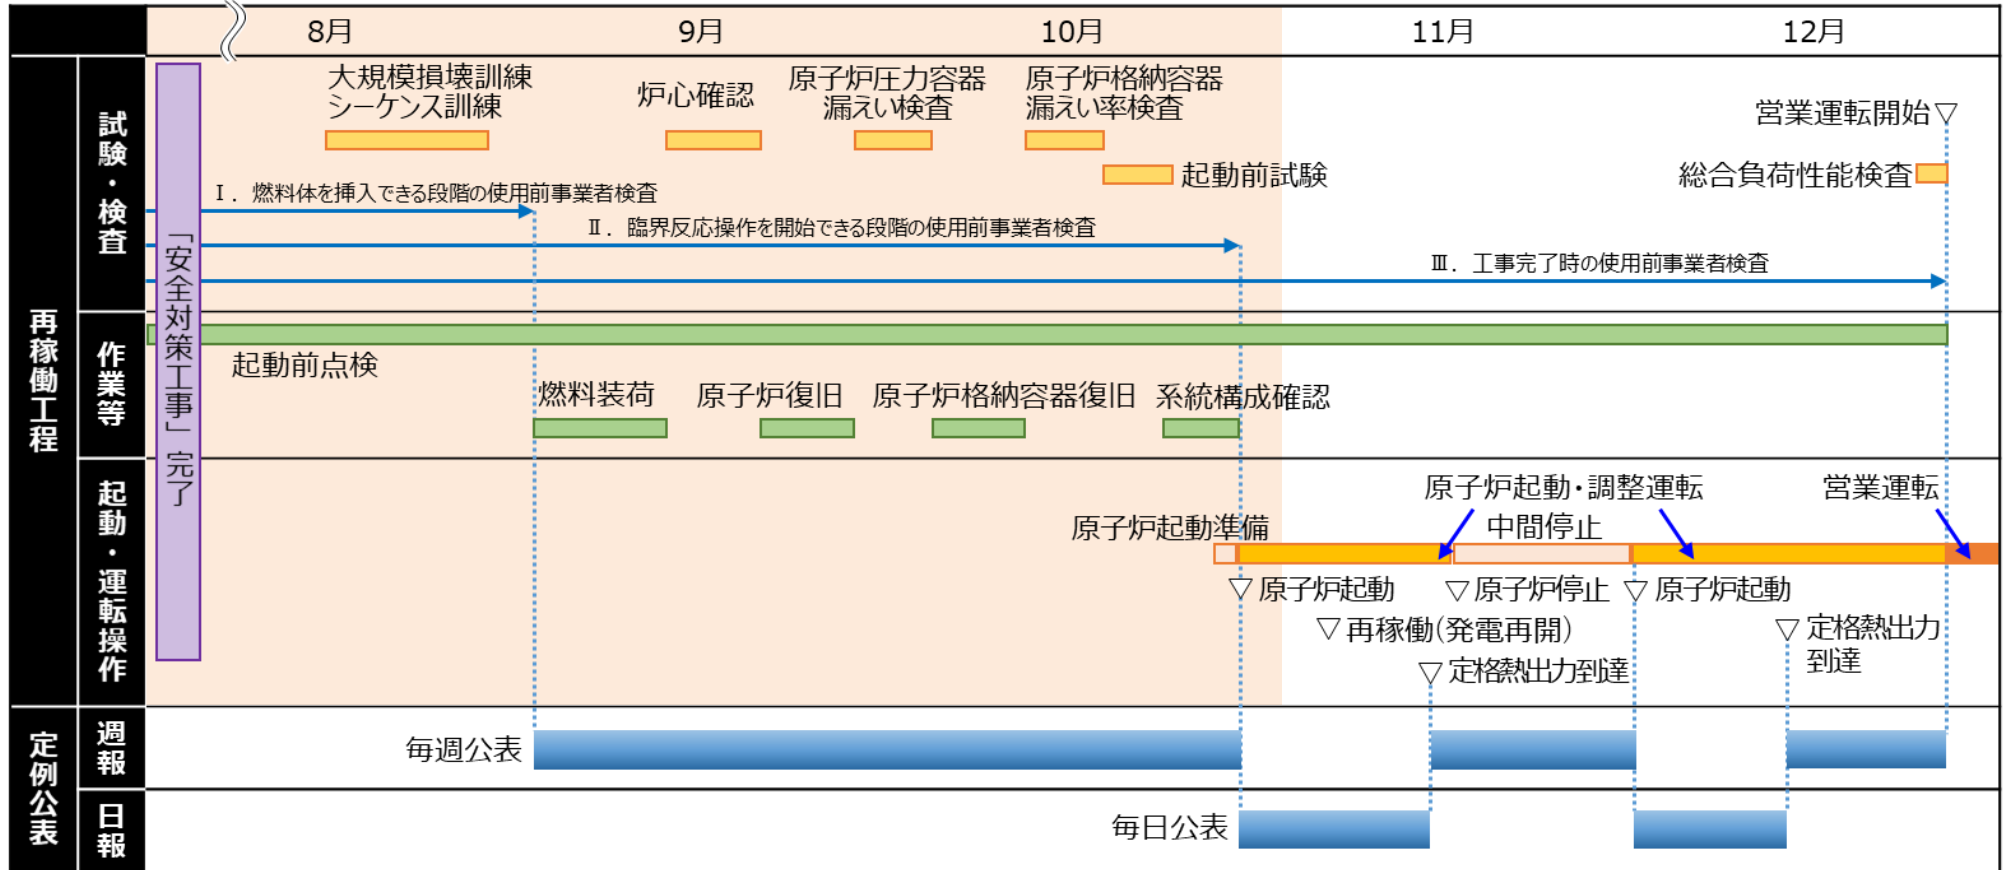 8月
9月
10月
11月
12月
再稼働工程
試験・検査
「安全対策工事」完了
大規模損壊訓練
シーケンス訓練
炉心確認
原子炉圧力容器
漏えい検査
原子炉格納容器
漏えい率検査
起動前試験
営業運転開始▽
総合負荷性能検査
Ⅰ．燃料体を挿入できる段階の使用前事業者検査
Ⅱ．臨界反応操作を開始できる段階の使用前事業者検査
Ⅲ．工事完了時の使用前事業者検査
作業等
起動前点検
燃料装荷
原子炉復旧
原子炉格納容器復旧
系統構成確認
起動・運転操作
原子炉起動・調整運転
営業運転
原子炉起動準備
中間停止
▽原子炉起動
▽原子炉停止
▽原子炉起動
▽再稼働(発電再開)
▽定格熱出力到達
▽定格熱出力
到達
定例公表
週報
毎週公表
日報
毎日公表